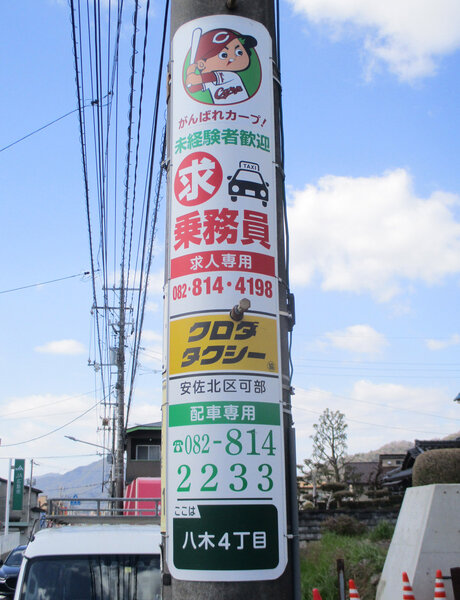 C
Carp
がんばれカープ!
未経験者歓迎
求
TAXI
乗務員
求人専用
082・814・4198
クロダ
タクシー
安佐北区可部
配車専用
☎082-814
2233
ここは
八木4丁目